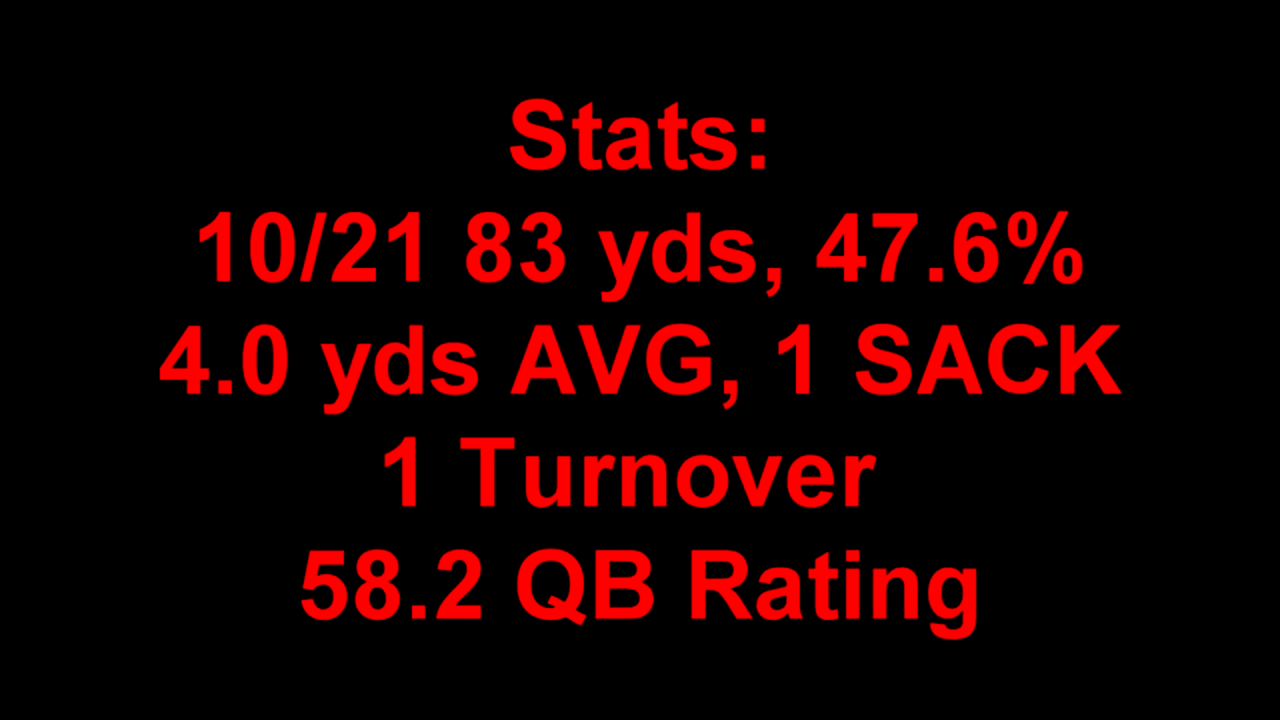 Stats:
10/21 83 yds, 47.6%
4.0 yds AVG, 1 SACK
1 Turnover
58.2 QB Rating